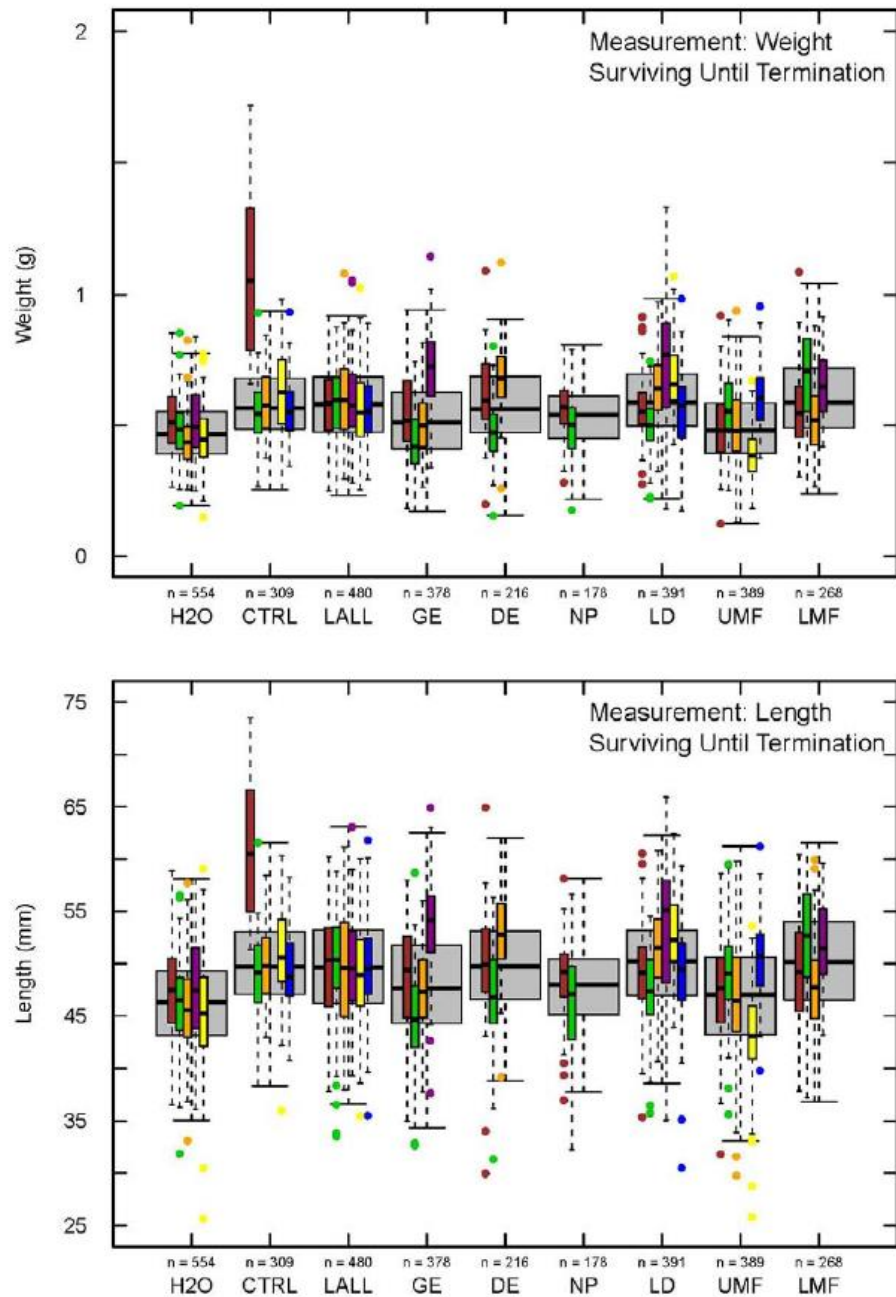 Measurement: Weight
Surviving Until Termination
2
1
0
Weight (g)
n = 554 n = 309 n = 480 n = 378 n = 216 n = 178 n = 391 n = 389 n = 268
H2O CTRL LALL GE DE NP LD UMF LMF
Measurement: Length
Surviving Until Termination
75
65
55
45
35
25
Length (mm)
n = 554 n = 309 n = 480 n = 378 n = 216 n = 178 n = 391 n = 389 n = 268
H2O CTRL LALL GE DE NP LD UMF LMF